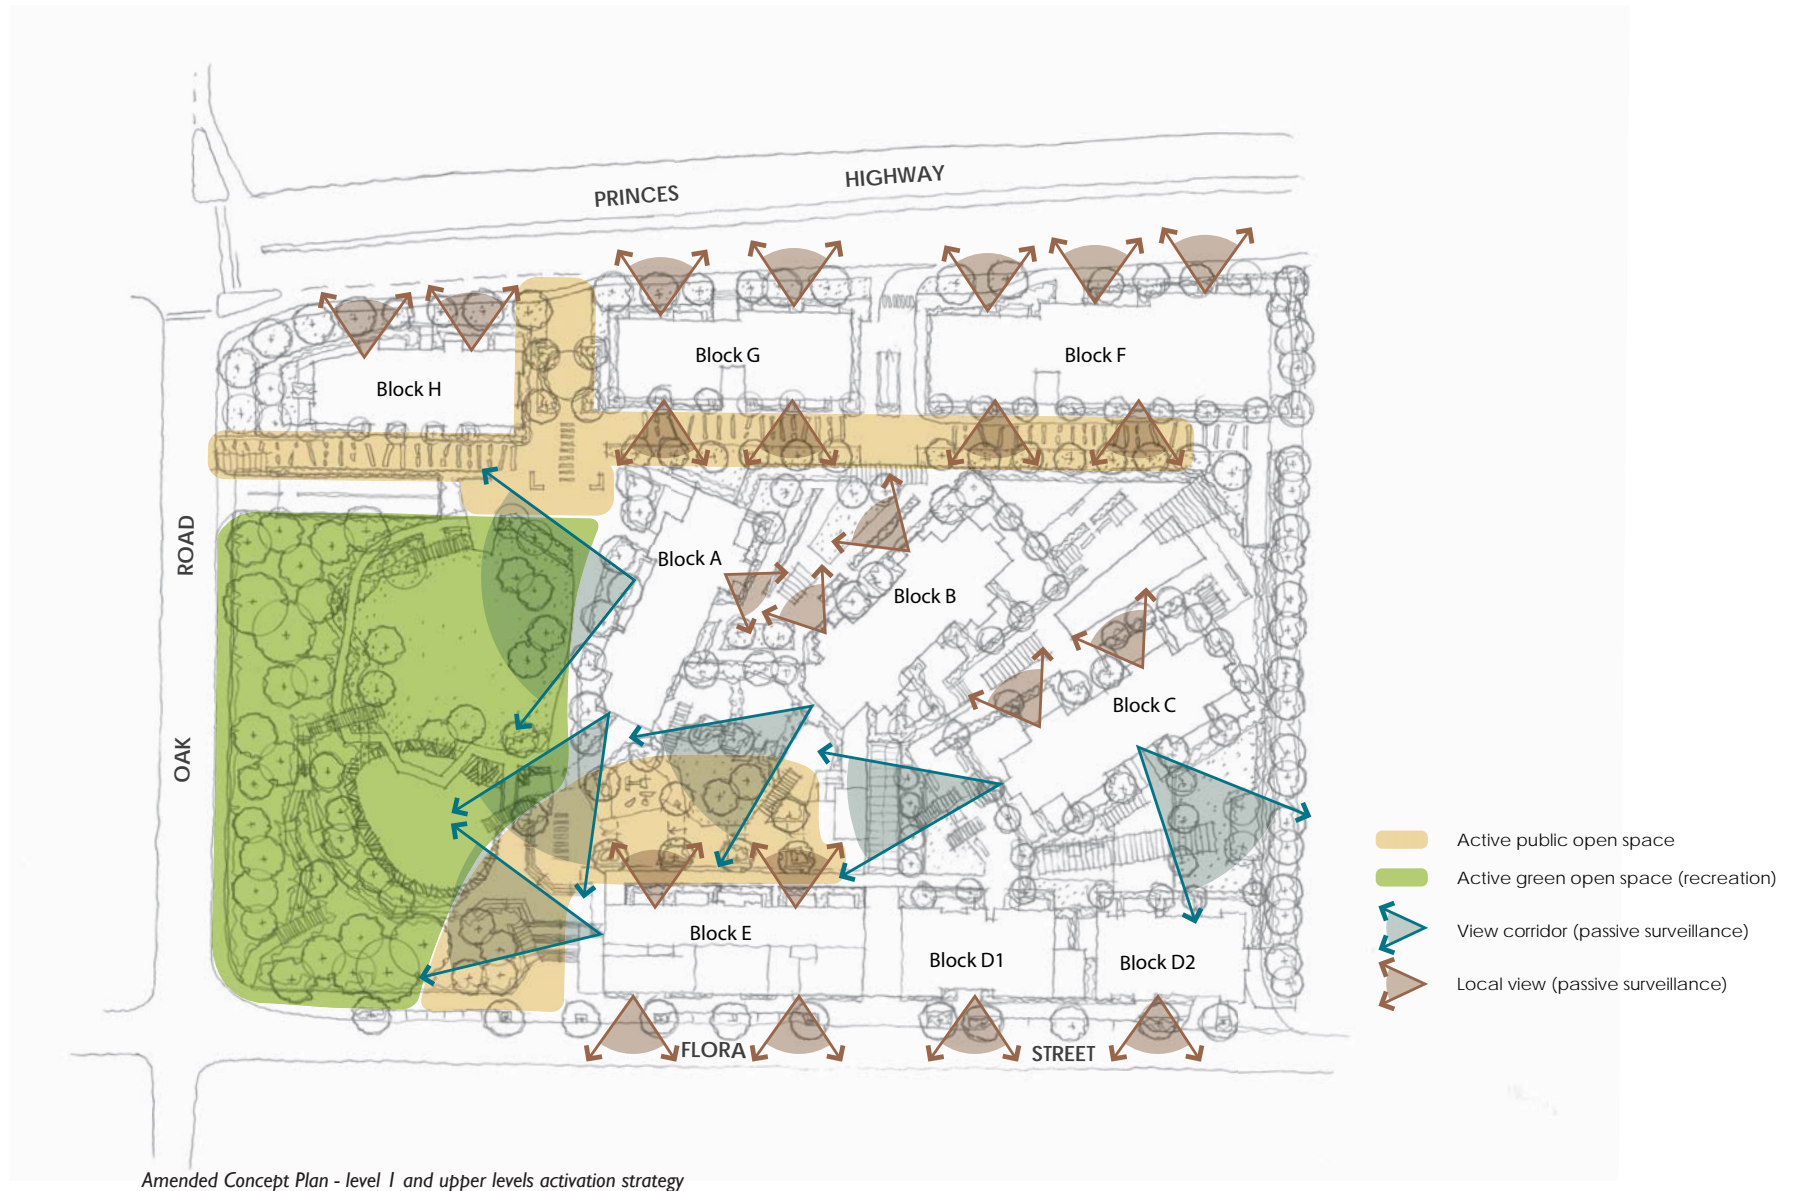 PRINCES HIGHWAY
Block G
Block F
Block H
OAK ROAD
Block A
Block B
Block C
Block E
Block D1
Block D2
FLORA STREET
Active public open space
Active green open space (recreation)
View corridor (passive surveillance)
Local view (passive surveillance)
Amended Concept Plan - level 1 and upper levels activation strategy